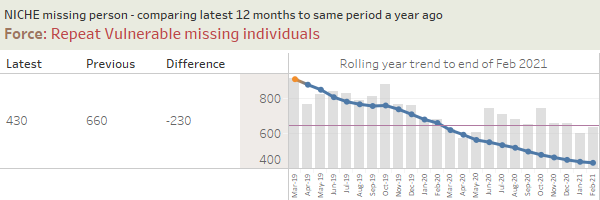 NICHE missing person - comparing latest 12 months to same period a year ago
Force: Repeat Vulnerable missing individuals
Latest Previous Difference Rolling year trend to end of Feb 2021
430 660 -230
800
600
400
Mar-19 Apr-19 May-19 Jun-19 Jul-19 Aug-19 Sep-19 Oct-19 Nov-19 Dec-19 Jan-20 Feb-20 Mar-20 Apr-20 May-20 Jun-20 Jul-20 Aug-20 Sep-20 Oct-20 Nov-20 Dec-20 Jan-21 Feb-21